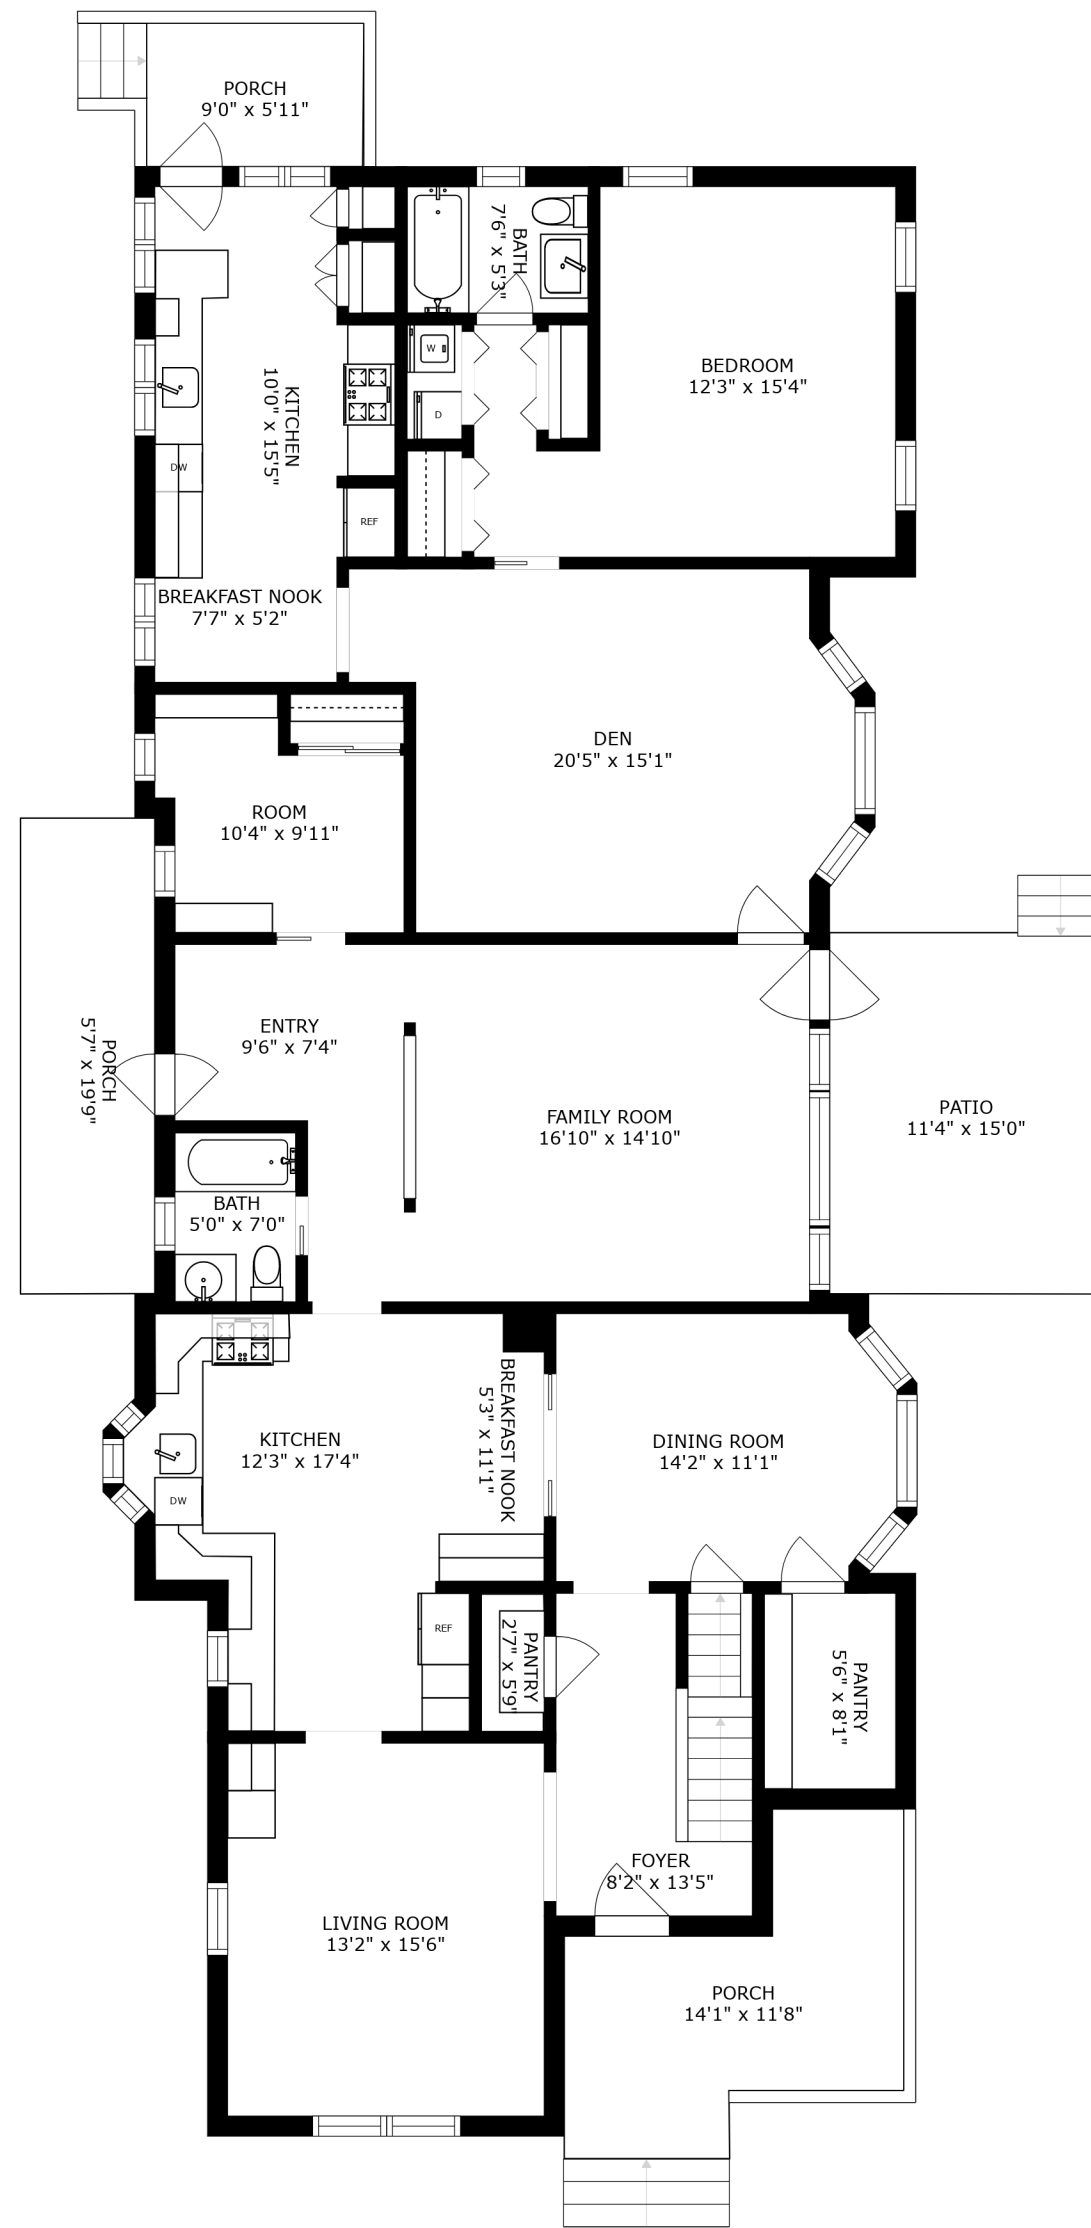 PORCH
9'0" x 5'11"
BATH
7'6" x 5'3"
W
D
BEDROOM
12'3" x 15'4"
KITCHEN
10'0" x 15'5"
DW
REF
BREAKFAST NOOK
7'7" x 5'2"
DEN
20'5" x 15'1"
ROOM
10'4" x 9'11"
ENTRY
9'6" x 7'4"
PORCH
5'7" x 19'9"
FAMILY ROOM
16'10" x 14'10"
PATIO
11'4" x 15'0"
BATH
5'0" x 7'0"
KITCHEN
12'3" x 17'4"
BREAKFAST NOOK
5'3" x 11'1"
DINING ROOM
14'2" x 11'1"
DW
REF
PANTRY
2'7" x 5'9"
PANTRY
5'6" x 8'1"
FOYER
8'2" x 13'5"
LIVING ROOM
13'2" x 15'6"
PORCH
14'1" x 11'8"